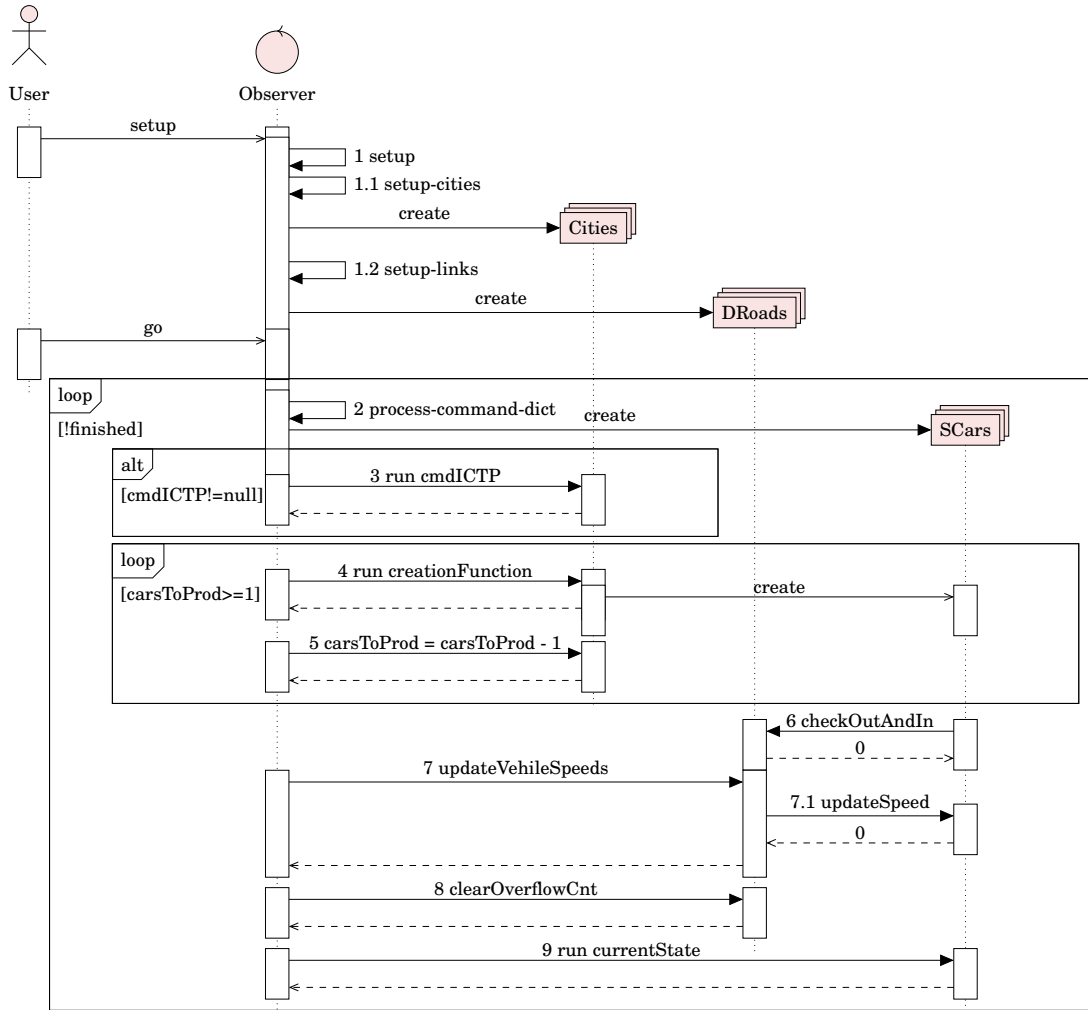 User
Observer
setup
1 setup
1.1 setup-cities
create
Cities
1.2 setup-links
create
DRoads
go
loop
[!finished]
2 process-command-dict
create
SCars
alt
[cmdICTP!=null]
3 run cmdICTP
loop
[carsToProd>=1]
4 run creationFunction
create
5 carsToProd = carsToProd - 1
6 checkOutAndIn
0
7 updateVehileSpeeds
7.1 updateSpeed
0
8 clearOverflowCnt
9 run currentState